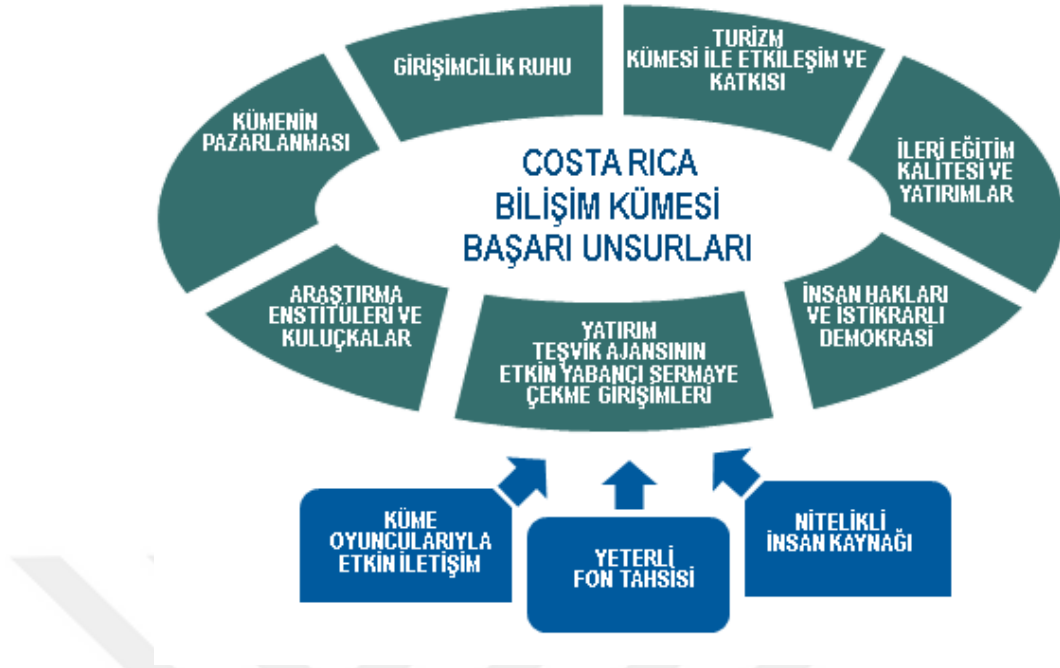 GİRİŞİMCİLİK RUHU
TURİZM
KÜMESİ İLE ETKİLEŞİM VE
KATKISI
KÜMENİN
PAZARLANMASI
İLERİ EĞİTİM
KALİTESİ VE
YATIRIMLAR
COSTA RICA
BİLİŞİM KÜMESİ
BAŞARI UNSURLARI
ARAŞTIRMA
ENSTİTÜLERİ VE
KULUÇKALAR
YATIRIM
TEŞVİK AJANSININ
ETKİN YABANCI SERMAYE
ÇEKME GİRİŞİMLERİ
İNSAN HAKLARI
VE İSTİKRARLI
DEMOKRASİ
KÜME
OYUNCULARIYLA
ETKİN İLETİŞİM
YETERLİ
FON TAHSİSİ
NİTELİKLİ
İNSAN KAYNAĞI